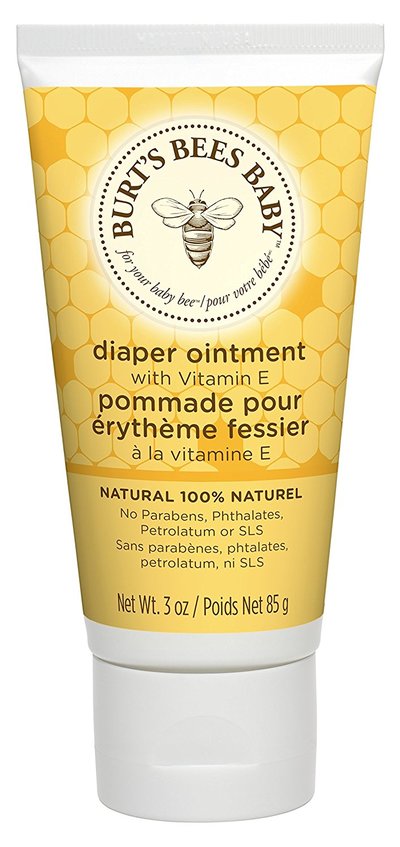 BURT'S BEES BABY
for your baby bee™/pour votre bébé™
diaper ointment
with Vitamin E
pommade pour
érythème fessier
à la vitamine E
NATURAL 100% NATUREL
No Parabens, Phthalates,
Petrolatum or SLS
Sans parabènes, phtalates,
petrolatum, ni SLS
Net Wt. 3 oz / Poids Net 85 g